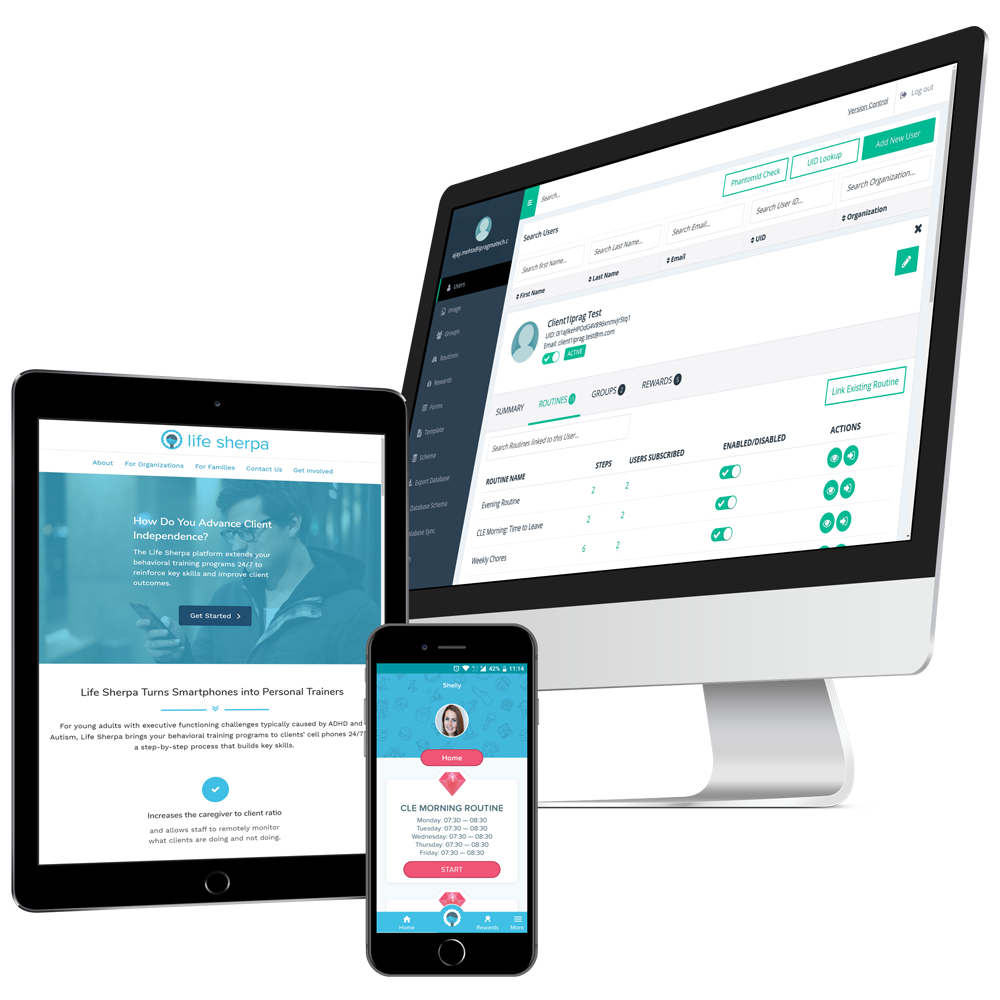 Version Control
Log out
Search...
PhantomId Check
UID Lookup
Add New User
ajay.mehta@ipragmatech.c
Search Users
Search first Name...
Search Last Name...
Search Email...
Search User ID...
Search Organization...
First Name
Last Name
Email
UID
Organization
Users
Image
Groups
Routines
Rewards
Forms
Template
Schema
Export Database
Database Schema
tabase Sync
Client1Iprag Test
Email: client1iprag.test@m.com
ACTIVE
SUMMARY
ROUTINES
GROUPS 2
REWARDS
Link Existing Routine
Search Routines linked to this User...
ROUTINE NAME
STEPS
USERS SUBSCRIBED
ENABLED/DISABLED
ACTIONS
Evening Routine 2 2
CLE Morning: Time to Leave 2 2
Weekly Chores 6 2
life sherpa
About For Organizations For Families Contact Us Get Involved
How Do You Advance Client
Independence?
The Life Sherpa platform extends your
behavioral training programs 24/7 to
reinforce key skills and improve client
outcomes.
Get Started
Life Sherpa Turns Smartphones into Personal Trainers
For young adults with executive functioning challenges typically caused by ADHD and
Autism, Life Sherpa brings your behavioral training programs to clients' cell phones 24/7
a step-by-step process that builds key skills.
Increases the caregiver to client ratio
and allows staff to remotely monitor
what clients are doing and not doing.
42% 11:14
Shelly
Home
CLE MORNING ROUTINE
Monday: 07:30 — 08:30
Tuesday: 07:30 — 08:30
Wednesday: 07:30 — 08:30
Thursday: 07:30 — 08:30
Friday: 07:30 — 08:30
START
Home Rewards More